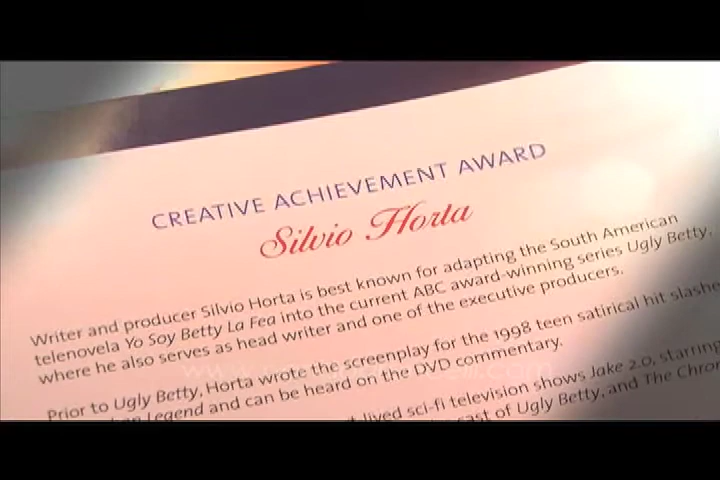 CREATIVE ACHIEVEMENT AWARD
Silvio Horta
Writer and producer Silvio Horta is best known for adapting the South American
telenovela Yo Soy Betty La Fea into the current ABC award-winning series Ugly Betty,
where he also serves as head writer and one of the executive producers.
Prior to Ugly Betty, Horta wrote the screenplay for the 1998 teen satirical hit slashe
Legend and can be heard on the DVD commentary.
lived sci-fi television shows Jake 2.0, starring
cast of Ugly Betty, and The Chron